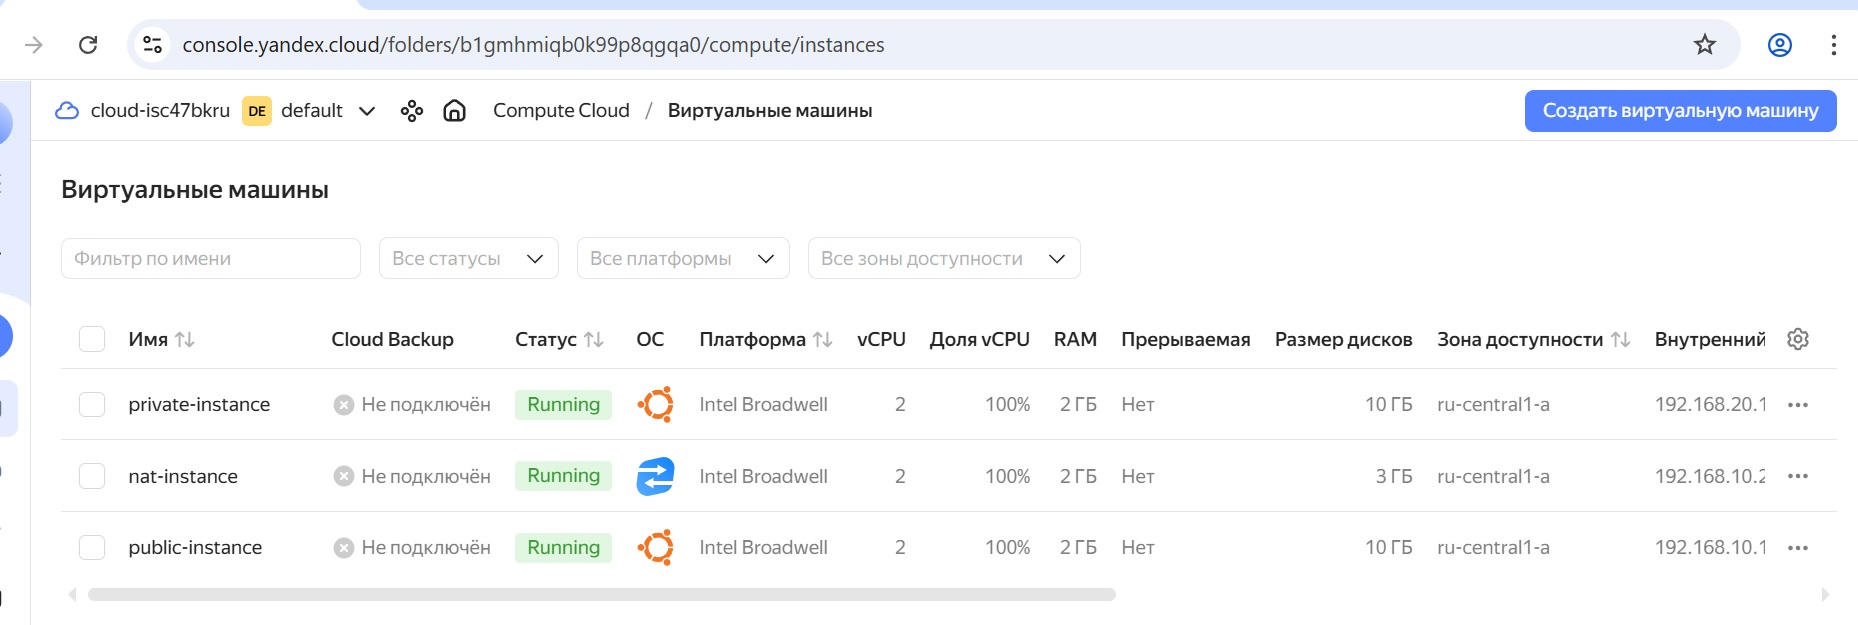 console.yandex.cloud/folders/b1gmhmiqb0k99p8qgqa0/compute/instances
cloud-isc47bkru DE default Compute Cloud / Виртуальные машины Создать виртуальную машину
Виртуальные машины
Фильтр по имени Все статусы Все платформы Все зоны доступности
Имя Cloud Backup Статус ОС Платформа vCPU Доля vCPU RAM Прерываемая Размер дисков Зона доступности Внутренний
private-instance Не подключён Running Intel Broadwell 2 100% 2 ГБ Нет 10 ГБ ru-central1-a 192.168.20.1
nat-instance Не подключён Running Intel Broadwell 2 100% 2 ГБ Нет 3 ГБ ru-central1-a 192.168.10.2
public-instance Не подключён Running Intel Broadwell 2 100% 2 ГБ Нет 10 ГБ ru-central1-a 192.168.10.1